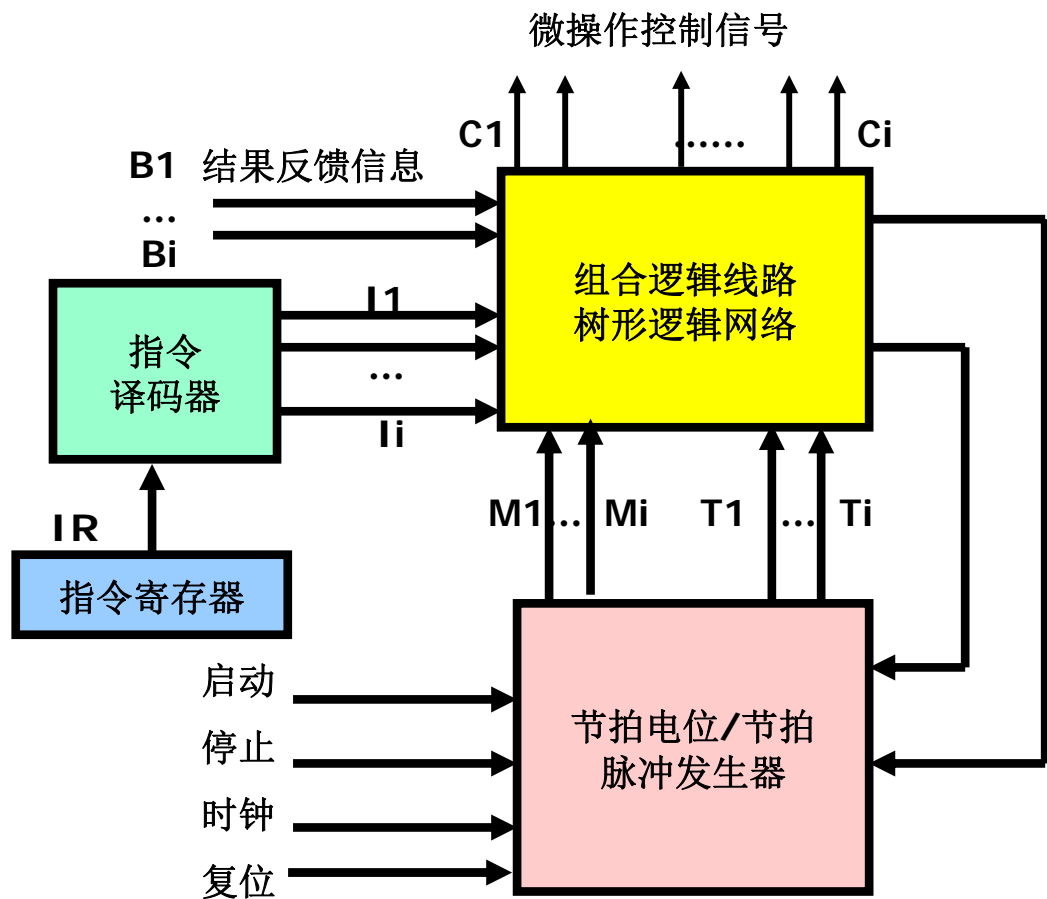 微操作控制信号
C1
......
Ci
B1 结果反馈信息
...
Bi
组合逻辑线路
树形逻辑网络
I1
...
Ii
指令
译码器
M1
...
Mi
T1
...
Ti
IR
指令寄存器
启动
停止
时钟
复位
节拍电位/节拍
脉冲发生器